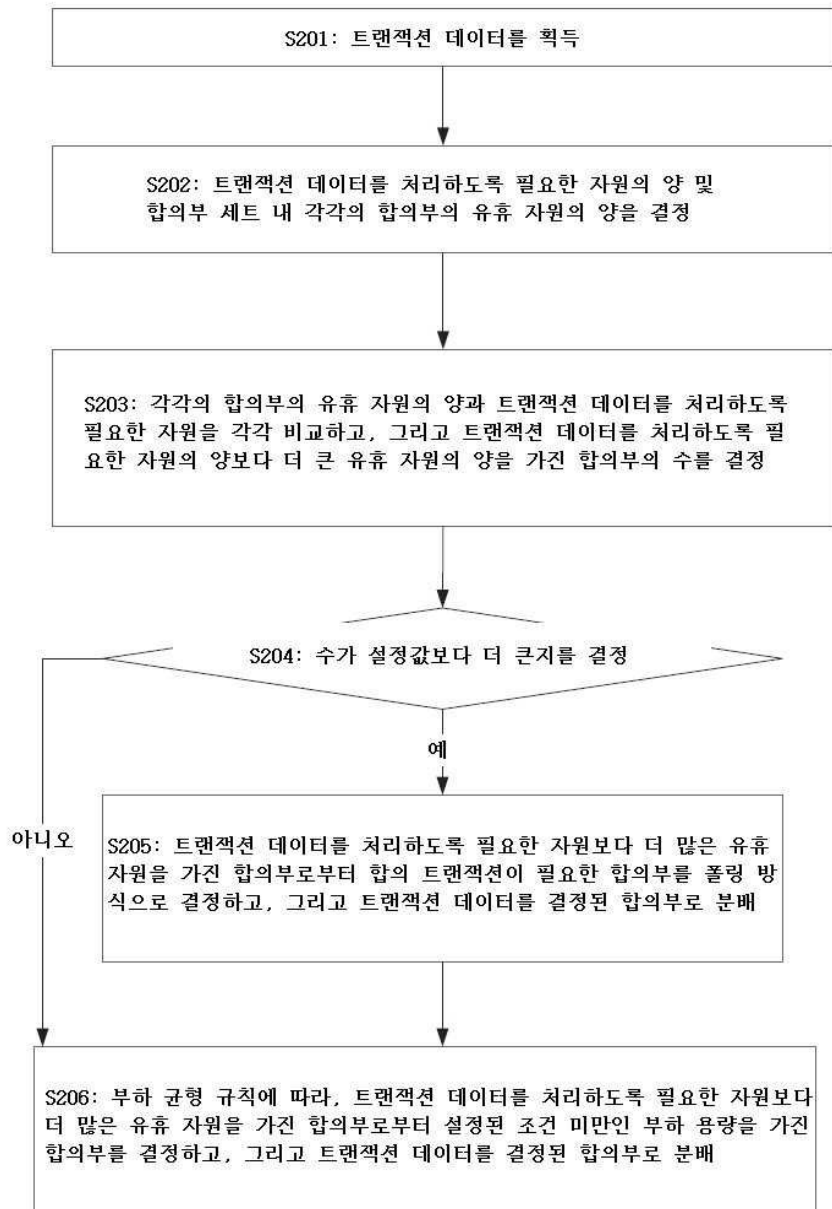 S201: 트랜잭션 데이터를 획득
S202: 트랜잭션 데이터를 처리하도록 필요한 자원의 양 및
합의부 세트 내 각각의 합의부의 유휴 자원의 양을 결정
S203: 각각의 합의부의 유휴 자원의 양과 트랜잭션 데이터를 처리하도록
필요한 자원을 각각 비교하고, 그리고 트랜잭션 데이터를 처리하도록 필
요한 자원의 양보다 더 큰 유휴 자원의 양을 가진 합의부의 수를 결정
S204: 수가 설정값보다 더 큰지를 결정
예
아니오
S205: 트랜잭션 데이터를 처리하도록 필요한 자원보다 더 많은 유휴
자원을 가진 합의부로부터 합의 트랜잭션이 필요한 합의부를 폴링 방
식으로 결정하고, 그리고 트랜잭션 데이터를 결정된 합의부로 분배
S206: 부하 균형 규칙에 따라, 트랜잭션 데이터를 처리하도록 필요한 자원보다
더 많은 유휴 자원을 가진 합의부로부터 설정된 조건 미만인 부하 용량을 가진
합의부를 결정하고, 그리고 트랜잭션 데이터를 결정된 합의부로 분배